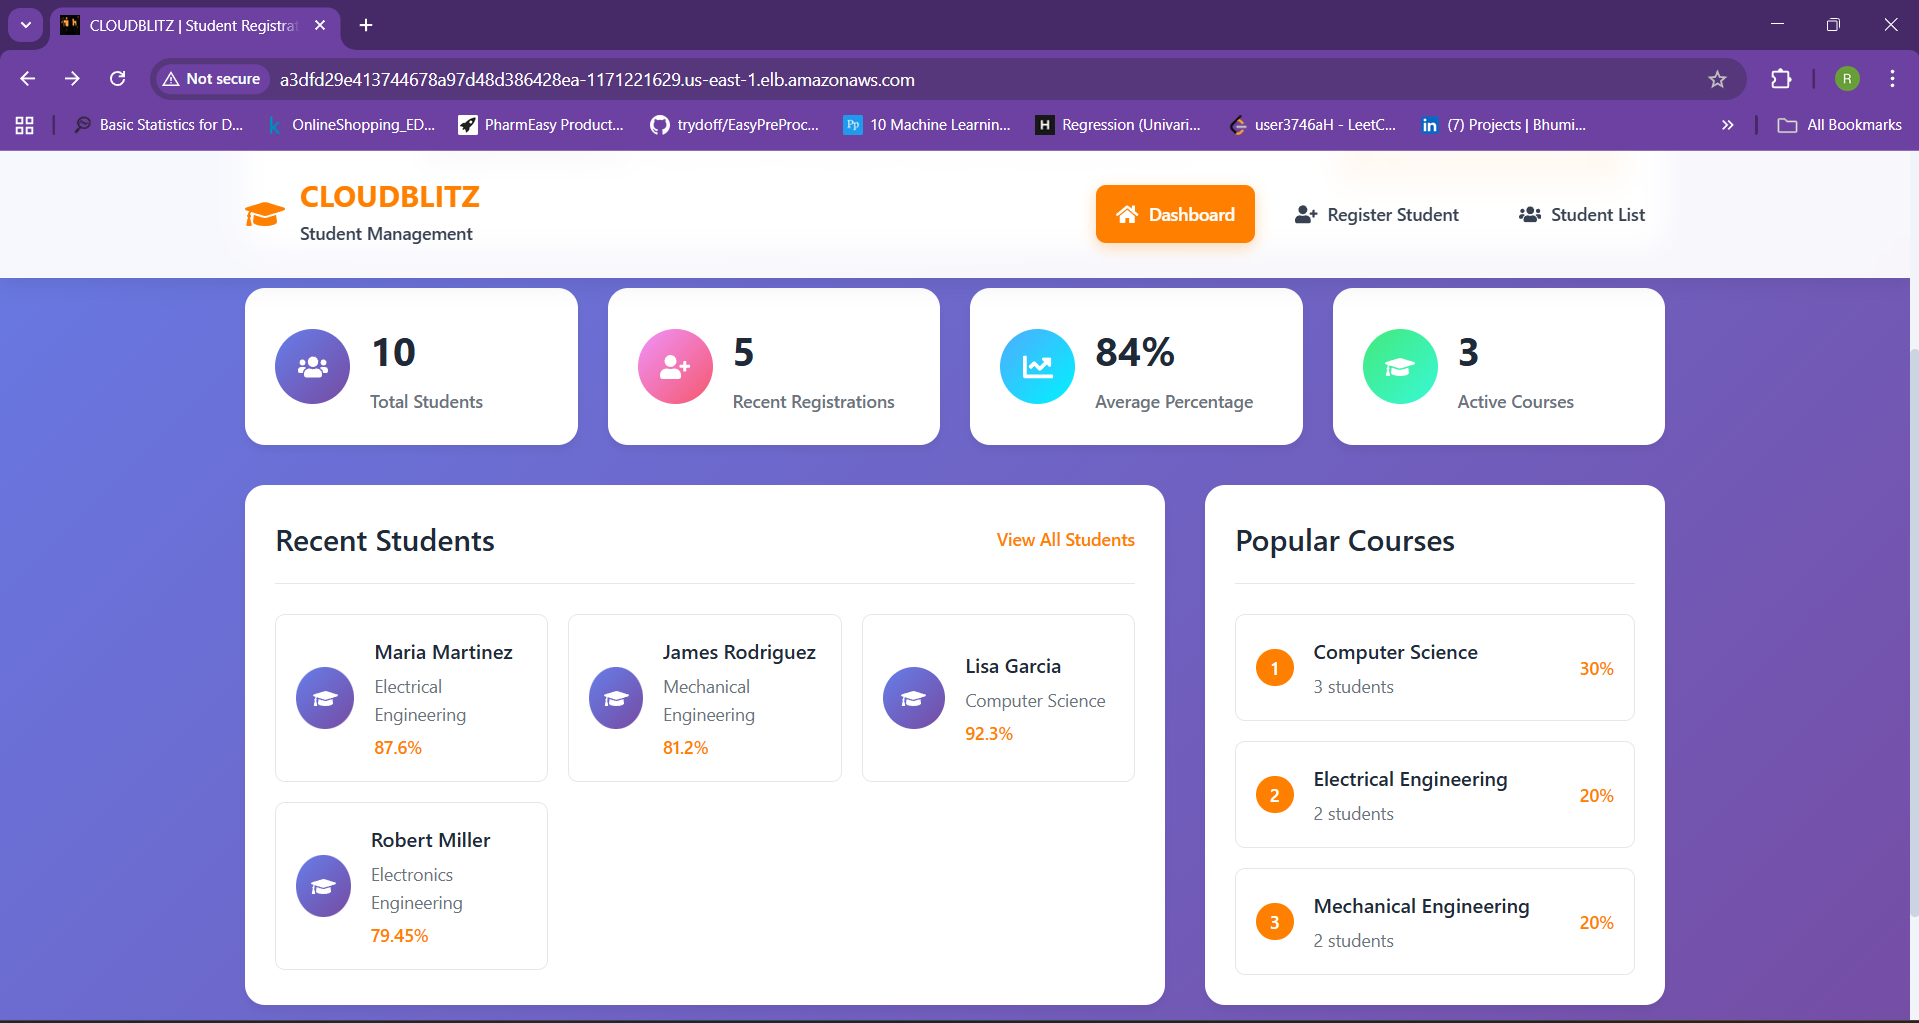 CLOUDBLITZ | Student Registrat
Not secure
a3dfd29e413744678a97d48d386428ea-1171221629.us-east-1.elb.amazonaws.com
R
Basic Statistics for D...
k
OnlineShopping_ED...
PharmEasy Product...
trydoff/EasyPreProc...
Pp
10 Machine Learnin...
H
Regression (Univari...
user3746aH - LeetC...
in
(7) Projects | Bhumi...
All Bookmarks
CLOUDBLITZ
Student Management
Dashboard
Register Student
Student List
10
Total Students
5
Recent Registrations
84%
Average Percentage
3
Active Courses
Recent Students
View All Students
Maria Martinez
Electrical
Engineering
87.6%
James Rodriguez
Mechanical
Engineering
81.2%
Lisa Garcia
Computer Science
92.3%
Robert Miller
Electronics
Engineering
79.45%
Popular Courses
1
Computer Science
3 students
30%
2
Electrical Engineering
2 students
20%
3
Mechanical Engineering
2 students
20%